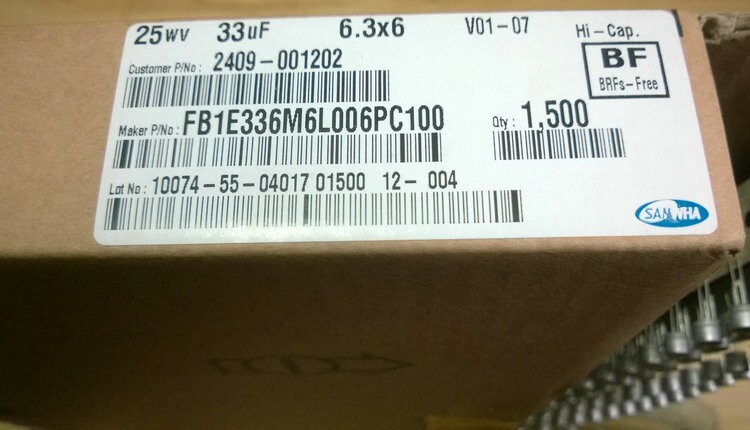 25WV 33uF 6.3x6 V01-07 Hi-Cap.
Customer P/No: 2409-001202
BF
BRFs-Free
Maker P/No: FB1E336M6L006PC100 Qty: 1,500
Lot No: 10074-55-04017 01500 12-004
SAMWHA